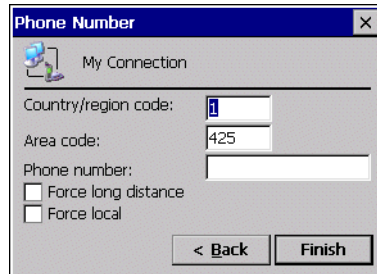 Phone Number
My Connection
Country/region code: 1
Area code: 425
Phone number:
Force long distance
Force local
< Back Finish